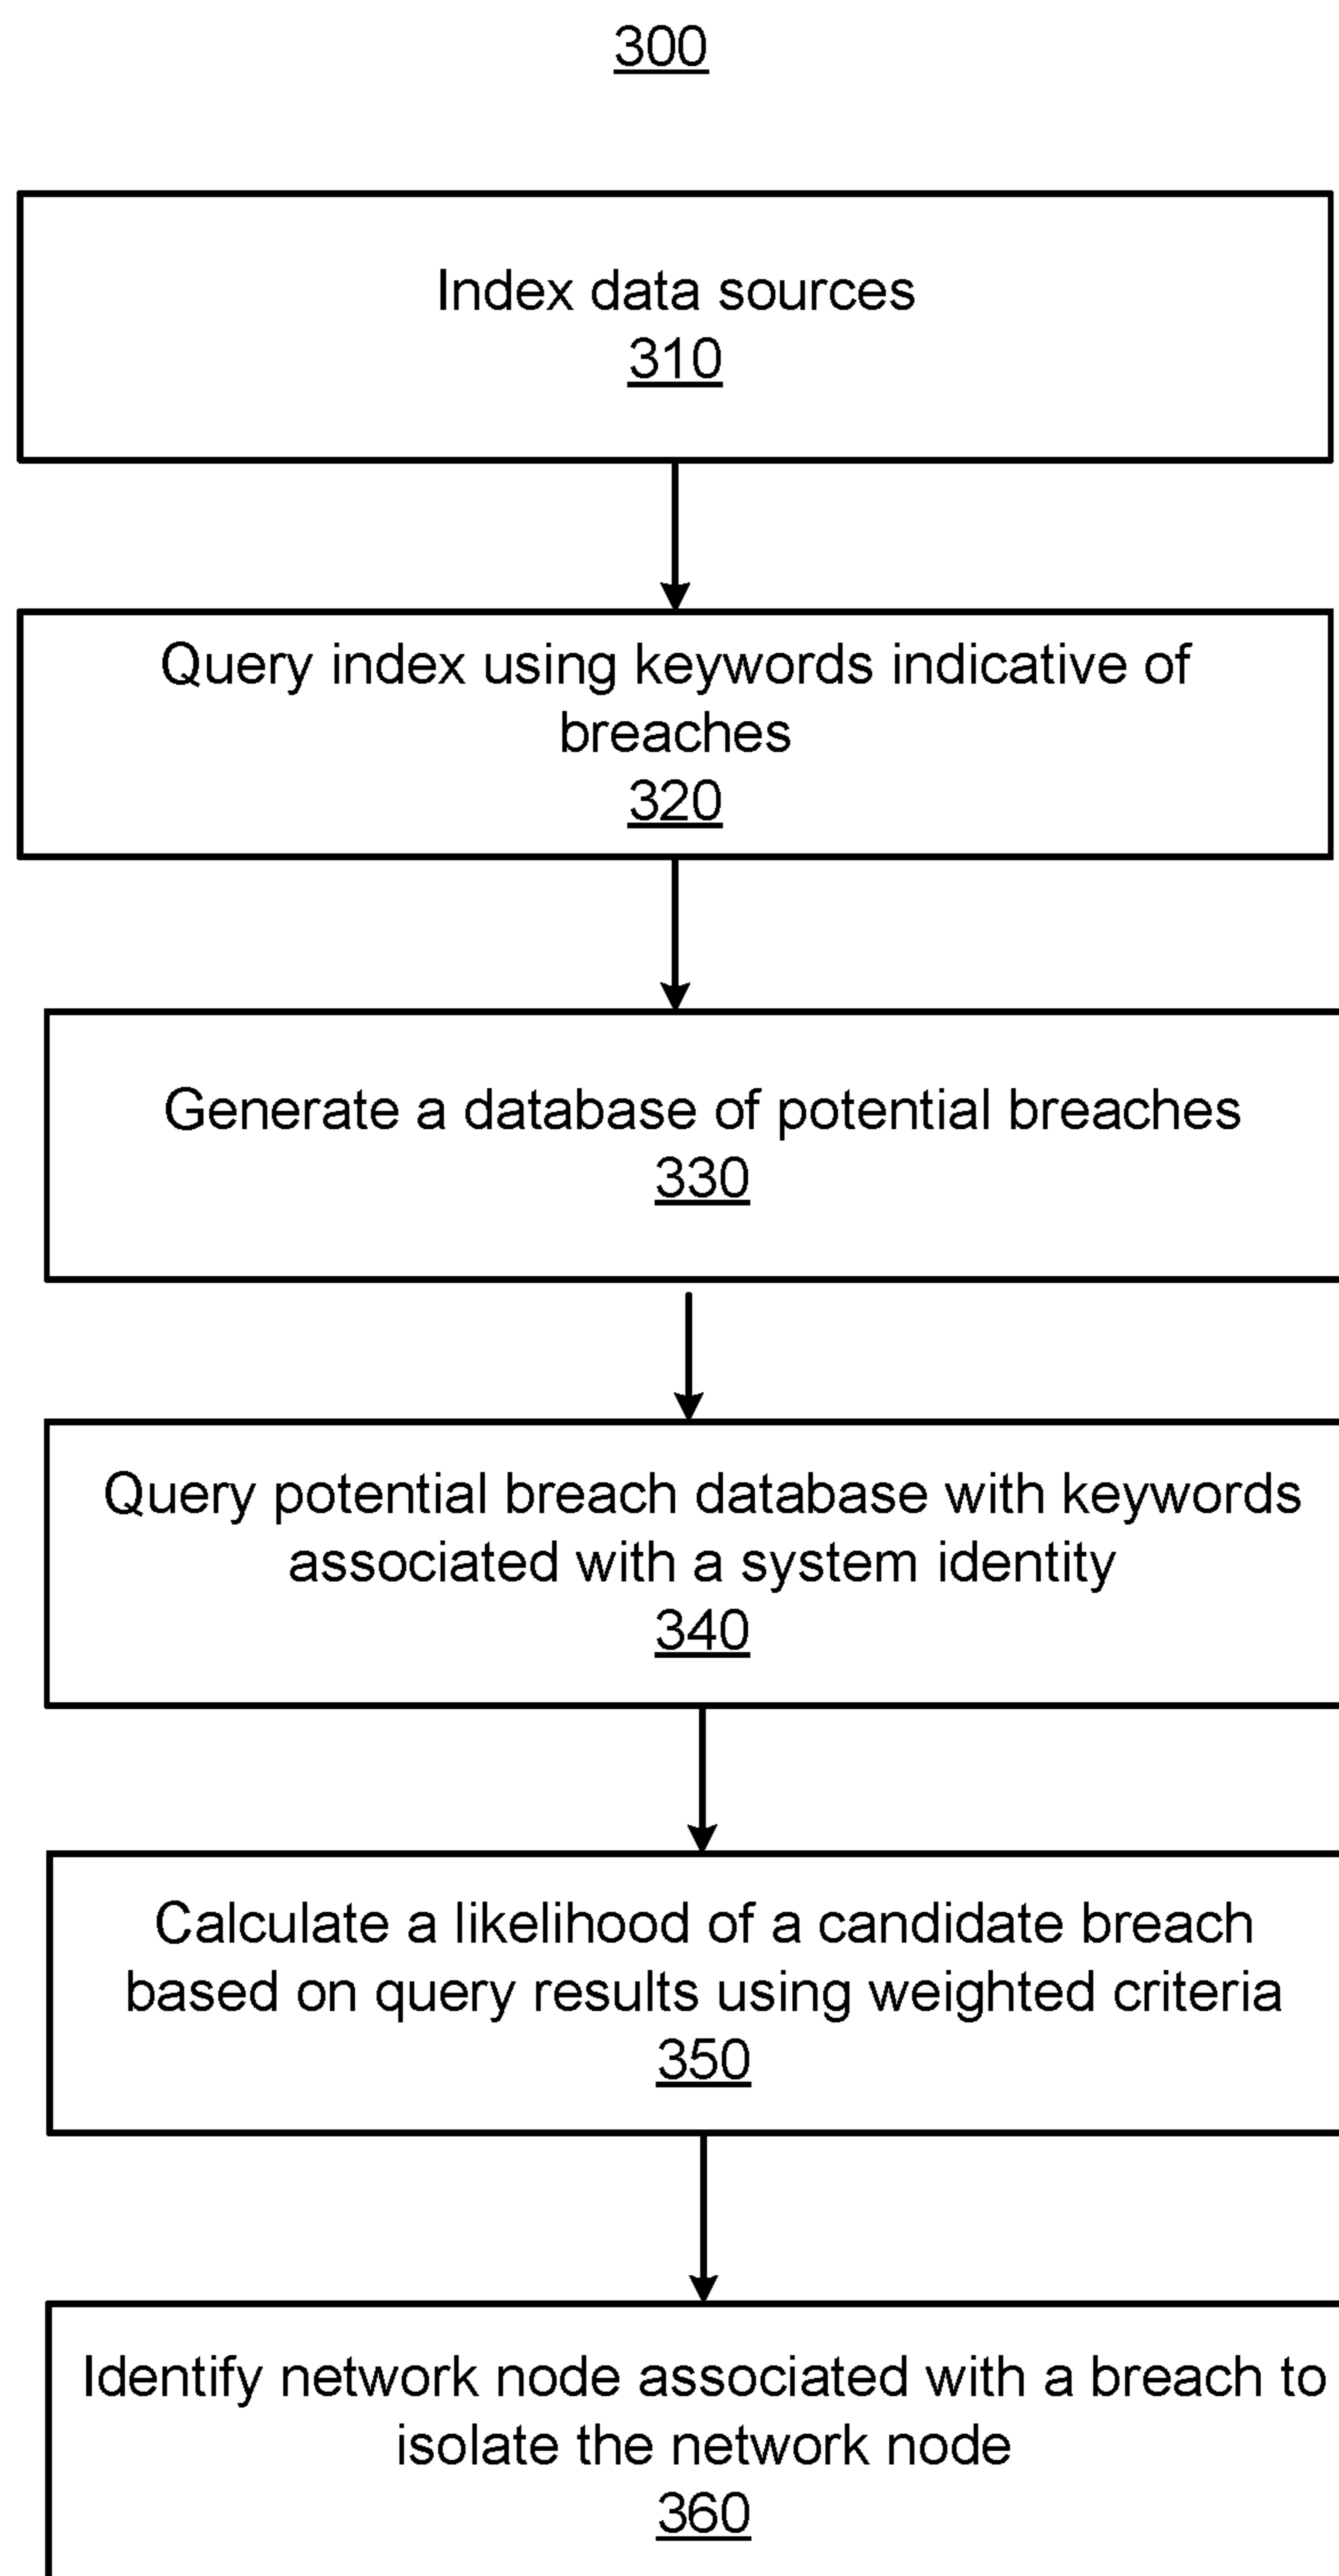 300
Index data sources
310
Query index using keywords indicative of
breaches
320
Generate a database of potential breaches
330
Query potential breach database with keywords
associated with a system identity
340
Calculate a likelihood of a candidate breach
based on query results using weighted criteria
350
Identify network node associated with a breach to
isolate the network node
360